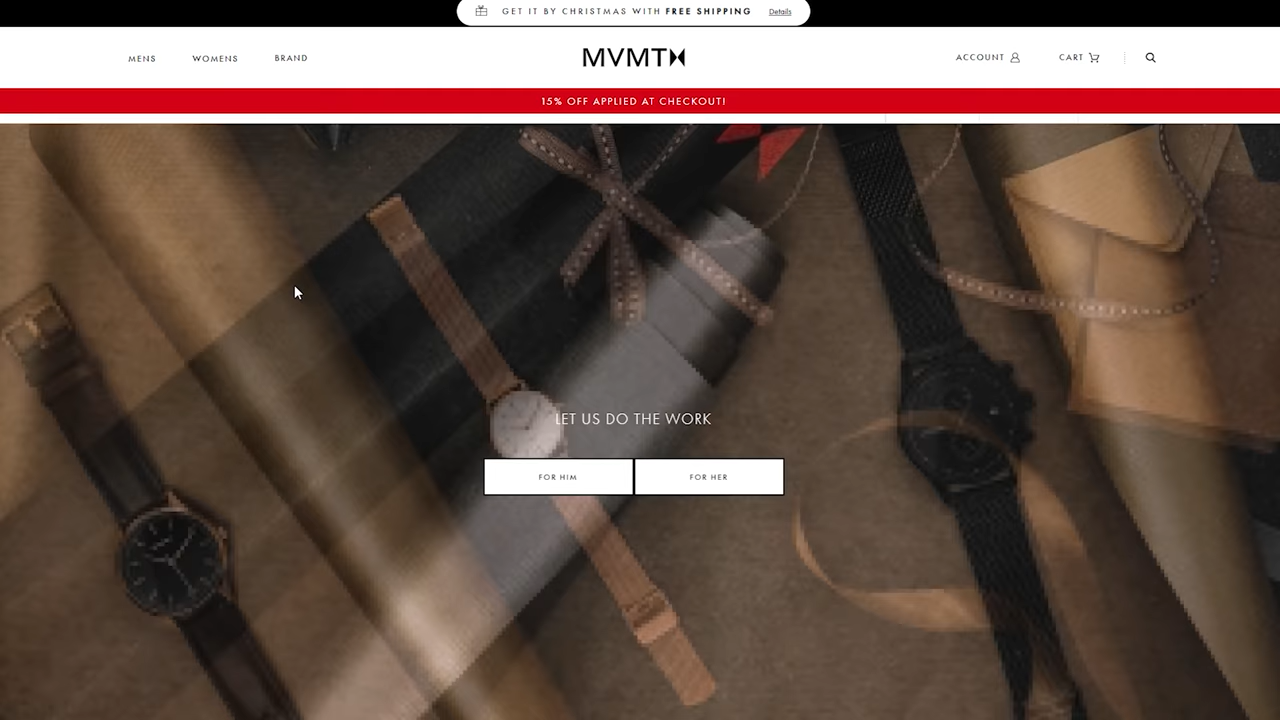 GET IT BY CHRISTMAS WITH FREE SHIPPING Details
MENS WOMENS BRAND MVMT ACCOUNT CART
15% OFF APPLIED AT CHECKOUT!
LET US DO THE WORK
FOR HIM FOR HER